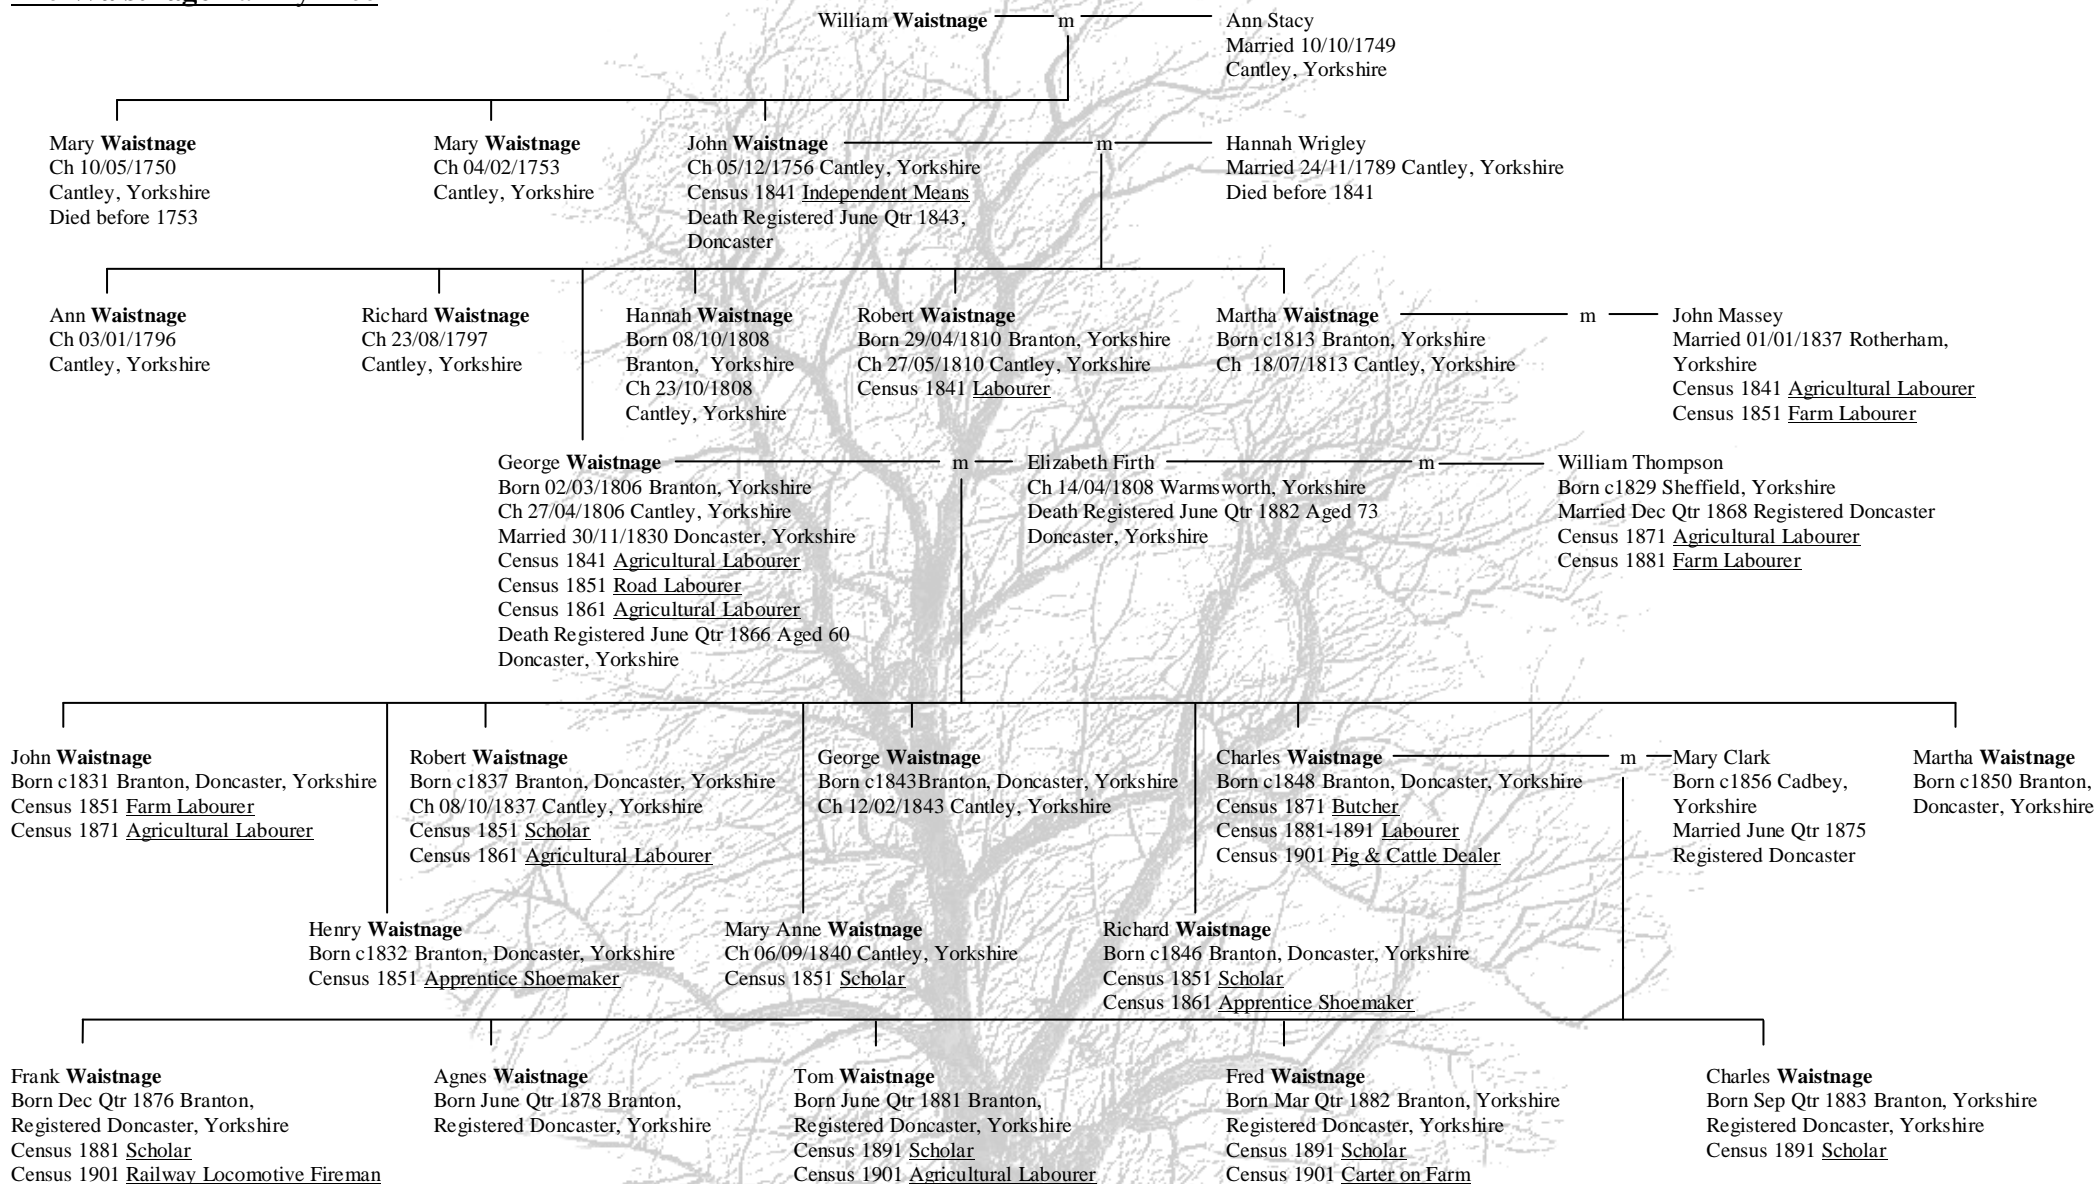 William Waistnage m Ann Stacy
Married 10/10/1749
Cantley, Yorkshire
Mary Waistnage
Ch 10/05/1750
Cantley, Yorkshire
Died before 1753
Mary Waistnage
Ch 04/02/1753
Cantley, Yorkshire
John Waistnage m
Ch 05/12/1756 Cantley, Yorkshire
Census 1841 Independent Means
Death Registered June Qtr 1843,
Doncaster
Hannah Wrigley
Married 24/11/1789 Cantley, Yorkshire
Died before 1841
Ann Waistnage
Ch 03/01/1796
Cantley, Yorkshire
Richard Waistnage
Ch 23/08/1797
Cantley, Yorkshire
Hannah Waistnage
Born 08/10/1808
Branton, Yorkshire
Ch 23/10/1808
Cantley, Yorkshire
Robert Waistnage
Born 29/04/1810 Branton, Yorkshire
Ch 27/05/1810 Cantley, Yorkshire
Census 1841 Labourer
Martha Waistnage m
Born c1813 Branton, Yorkshire
Ch 18/07/1813 Cantley, Yorkshire
John Massey
Married 01/01/1837 Rotherham,
Yorkshire
Census 1841 Agricultural Labourer
Census 1851 Farm Labourer
George Waistnage m
Born 02/03/1806 Branton, Yorkshire
Ch 27/04/1806 Cantley, Yorkshire
Married 30/11/1830 Doncaster, Yorkshire
Census 1841 Agricultural Labourer
Census 1851 Road Labourer
Census 1861 Agricultural Labourer
Death Registered June Qtr 1866 Aged 60
Doncaster, Yorkshire
Elizabeth Firth m
Ch 14/04/1808 Warmsworth, Yorkshire
Death Registered June Qtr 1882 Aged 73
Doncaster, Yorkshire
William Thompson
Born c1829 Sheffield, Yorkshire
Married Dec Qtr 1868 Registered Doncaster
Census 1871 Agricultural Labourer
Census 1881 Farm Labourer
John Waistnage
Born c1831 Branton, Doncaster, Yorkshire
Census 1851 Farm Labourer
Census 1871 Agricultural Labourer
Robert Waistnage
Born c1837 Branton, Doncaster, Yorkshire
Ch 08/10/1837 Cantley, Yorkshire
Census 1851 Scholar
Census 1861 Agricultural Labourer
George Waistnage
Born c1843Branton, Doncaster, Yorkshire
Ch 12/02/1843 Cantley, Yorkshire
Charles Waistnage m
Born c1848 Branton, Doncaster, Yorkshire
Census 1871 Butcher
Census 1881-1891 Labourer
Census 1901 Pig & Cattle Dealer
Mary Clark
Born c1856 Cadbey,
Yorkshire
Married June Qtr 1875
Registered Doncaster
Martha Waistnage
Born c1850 Branton,
Doncaster, Yorkshire
Henry Waistnage
Born c1832 Branton, Doncaster, Yorkshire
Census 1851 Apprentice Shoemaker
Mary Anne Waistnage
Ch 06/09/1840 Cantley, Yorkshire
Census 1851 Scholar
Richard Waistnage
Born c1846 Branton, Doncaster, Yorkshire
Census 1851 Scholar
Census 1861 Apprentice Shoemaker
Frank Waistnage
Born Dec Qtr 1876 Branton,
Registered Doncaster, Yorkshire
Census 1881 Scholar
Census 1901 Railway Locomotive Fireman
Agnes Waistnage
Born June Qtr 1878 Branton,
Registered Doncaster, Yorkshire
Tom Waistnage
Born June Qtr 1881 Branton,
Registered Doncaster, Yorkshire
Census 1891 Scholar
Census 1901 Agricultural Labourer
Fred Waistnage
Born Mar Qtr 1882 Branton, Yorkshire
Registered Doncaster, Yorkshire
Census 1891 Scholar
Census 1901 Carter on Farm
Charles Waistnage
Born Sep Qtr 1883 Branton, Yorkshire
Registered Doncaster, Yorkshire
Census 1891 Scholar